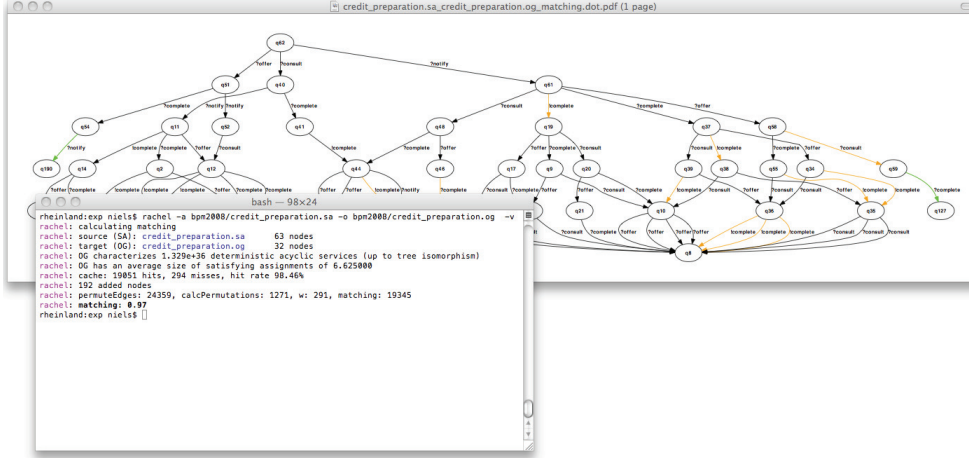 credit_preparation.sa_credit_preparation.og_matching.dot.pdf (1 page)
q62
?offer ?consult ?notify
q51 q40 q61
?complete !notify ?notify !complete ?consult !complete ?complete ?offer
q54 q11 q52 q41 q48 q19 q37 q56
?notify !complete ?complete ?consult !complete ?complete !complete ?offer ?consult
q190 q14 q2 q12 q44 q46 q17 q9 q20 q39 q38 q55 q34 q59 q127
q21 q10 q36 q35
q8
bash — 98×24
rheinland:exp niels$ rachel -a bpm2008/credit_preparation.sa -o bpm2008/credit_preparation.og -v
rachel: calculating matching
rachel: source (SA): credit_preparation.sa 63 nodes
rachel: target (OG): credit_preparation.og 32 nodes
rachel: OG characterizes 1.329e+36 deterministic acyclic services (up to tree isomorphism)
rachel: OG has an average size of satisfying assignments of 6.625000
rachel: cache: 19051 hits, 294 misses, hit rate 98.46%
rachel: 192 added nodes
rachel: permuteEdges: 24359, calcPermutations: 1271, w: 291, matching: 19345
rachel: matching: 0.97
rheinland:exp niels$